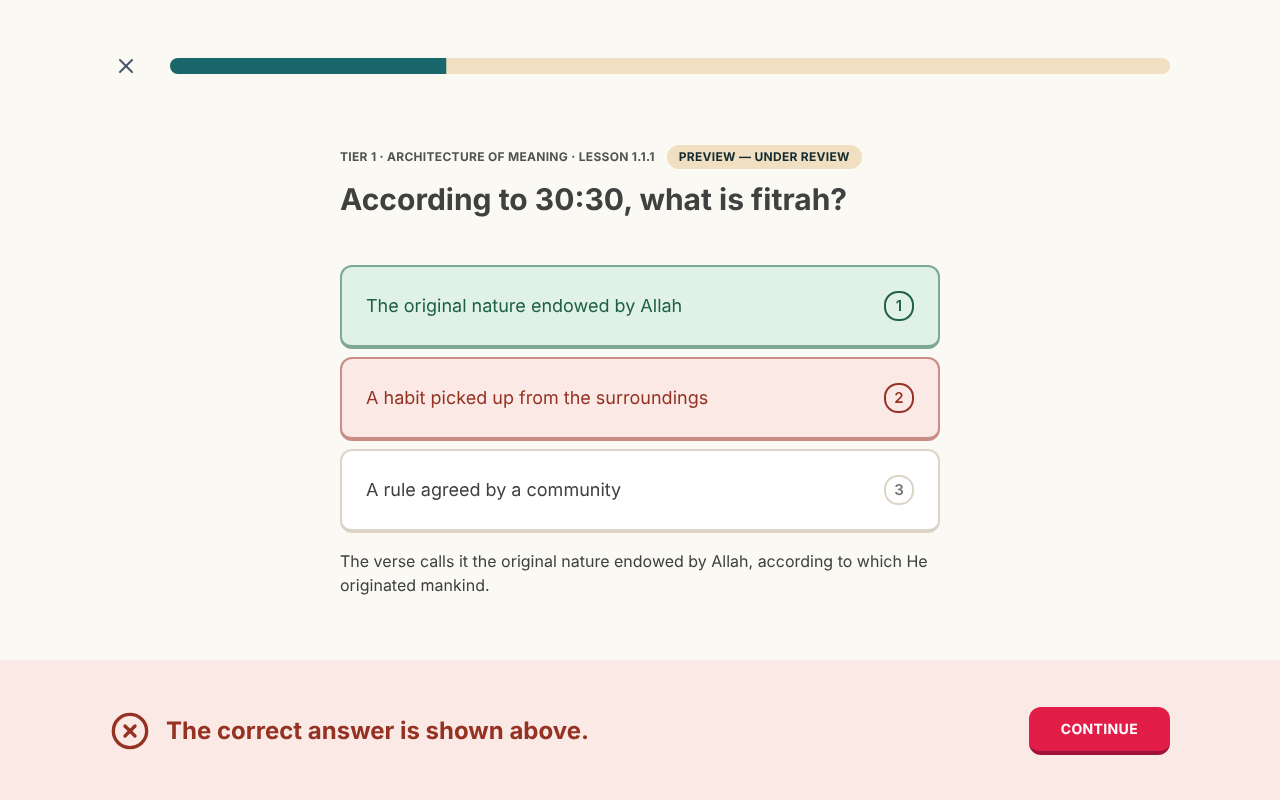 TIER 1 · ARCHITECTURE OF MEANING · LESSON 1.1.1 PREVIEW — UNDER REVIEW
According to 30:30, what is fitrah?
The original nature endowed by Allah 1
A habit picked up from the surroundings 2
A rule agreed by a community 3
The verse calls it the original nature endowed by Allah, according to which He
originated mankind.
The correct answer is shown above. CONTINUE